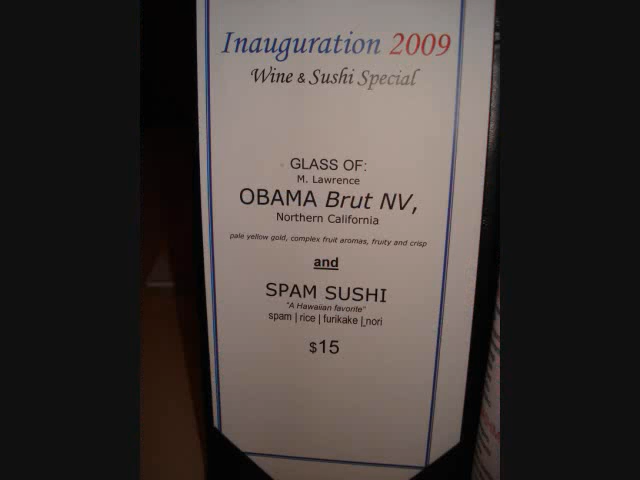 Inauguration 2009
Wine & Sushi Special
GLASS OF:
M. Lawrence
OBAMA Brut NV,
Northern California
pale yellow gold, complex fruit aromas, fruity and crisp
and
SPAM SUSHI
"A Hawaiian favorite"
spam | rice | furikake | nori
$15